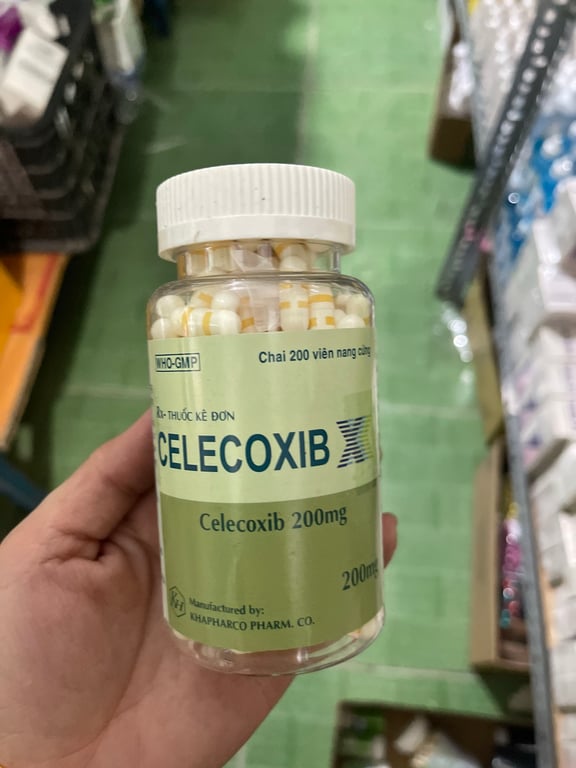 WHO-GMP
Chai 200 viên nang cứng
Rx- THUỐC KÊ ĐƠN
CELECOXIB
Celecoxib 200mg
200mg
KH
Manufactured by:
KHAPHARCO PHARM. CO.